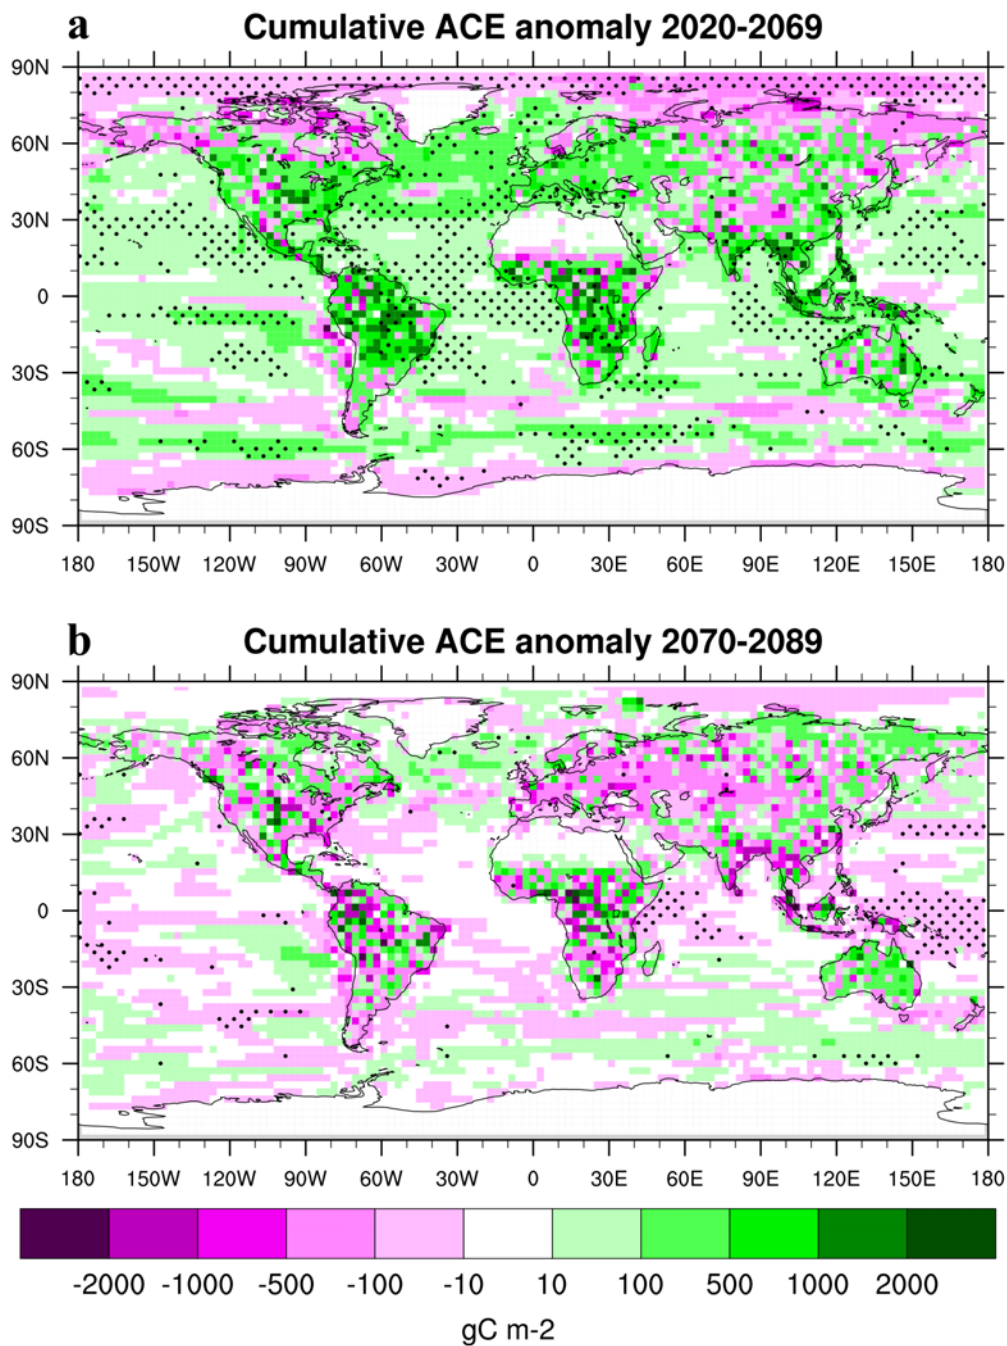 a Cumulative ACE anomaly 2020-2069
90N
60N
30N
0
30S
60S
90S
180 150W 120W 90W 60W 30W 0 30E 60E 90E 120E 150E 180
b Cumulative ACE anomaly 2070-2089
90N
60N
30N
0
30S
60S
90S
180 150W 120W 90W 60W 30W 0 30E 60E 90E 120E 150E 180
-2000 -1000 -500 -100 -10 10 100 500 1000 2000
gC m-2